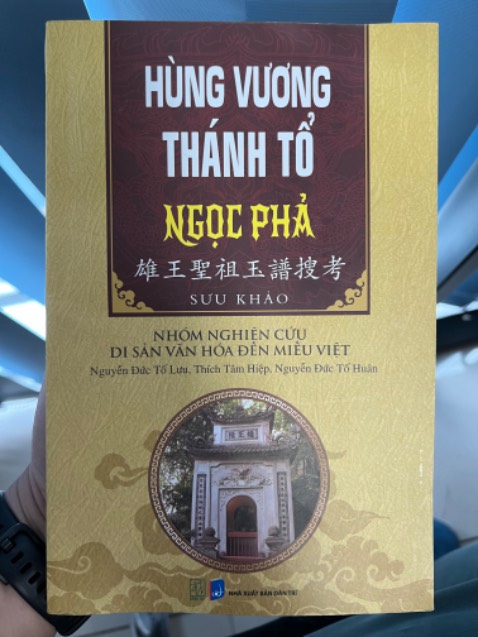 HÙNG VƯƠNG
THÁNH TỔ
NGỌC PHẢ
雄王聖祖玉譜搜考
SƯU KHẢO
NHÓM NGHIÊN CỨU
DI SẢN VĂN HÓA ĐỀN MIẾU VIỆT
Nguyễn Đức Tố Lưu, Thích Tâm Hiệp, Nguyễn Đức Tố Huân
NHÀ XUẤT BẢN DÂN TRÍ